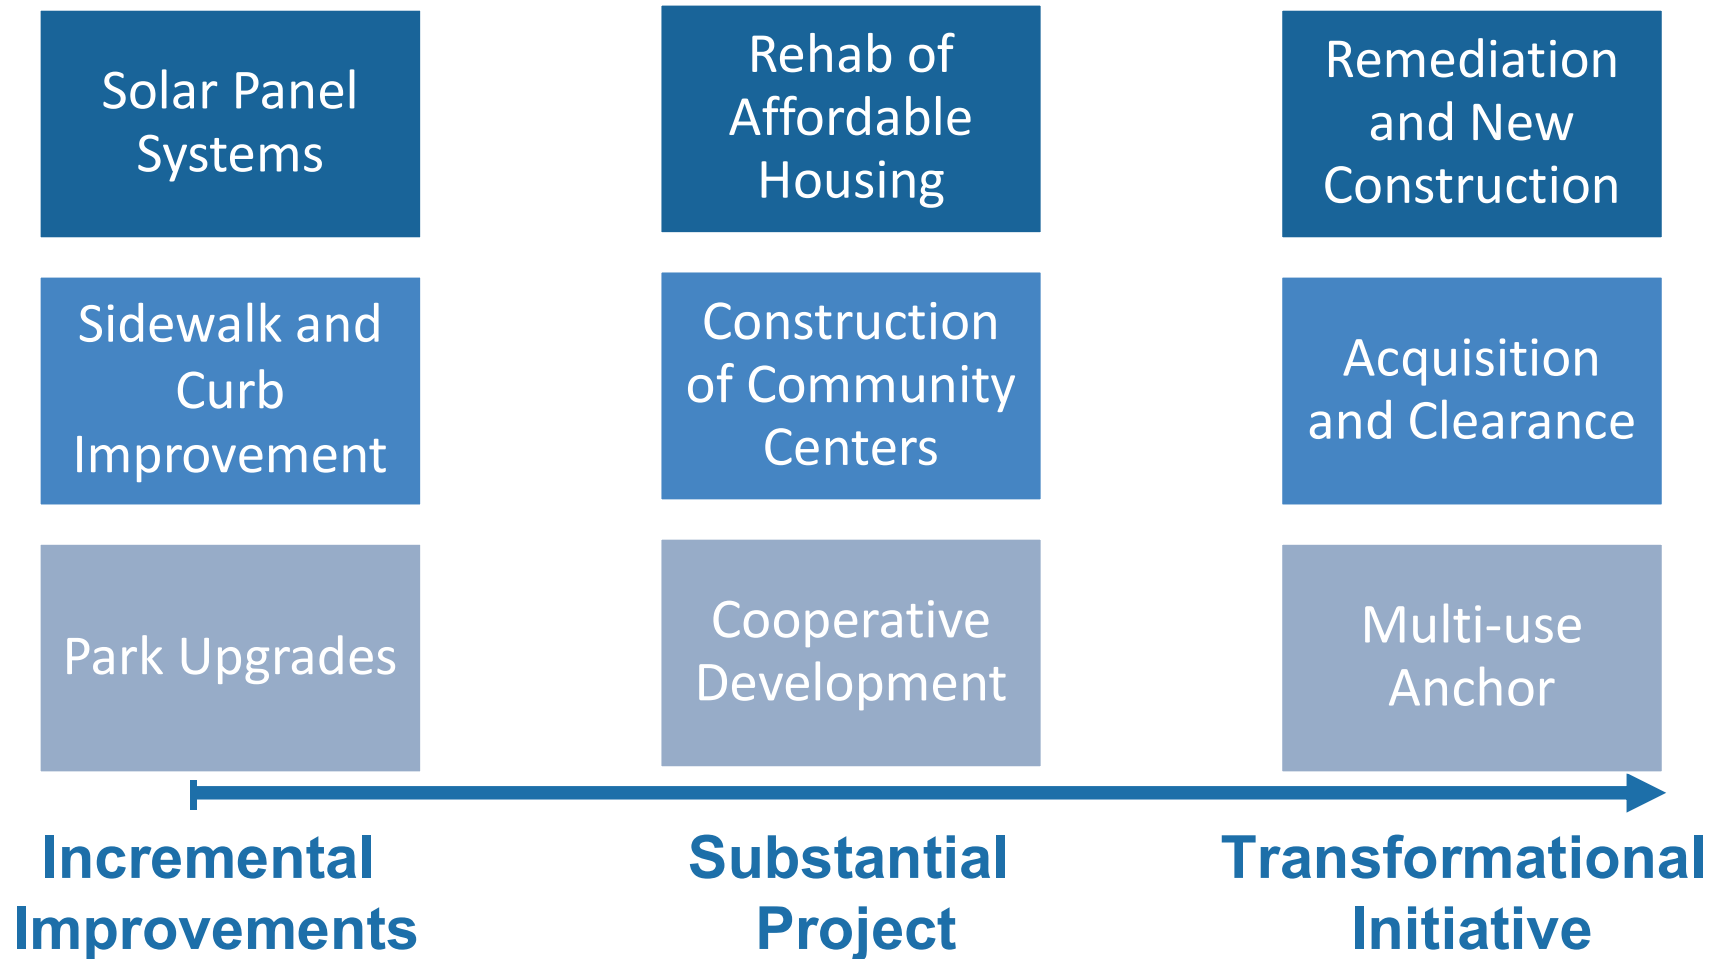 Solar Panel
Systems
Rehab of
Affordable
Housing
Remediation
and New
Construction
Sidewalk and
Curb
Improvement
Construction
of Community
Centers
Acquisition
and Clearance
Park Upgrades
Cooperative
Development
Multi-use
Anchor
Incremental
Improvements
Substantial
Project
Transformational
Initiative